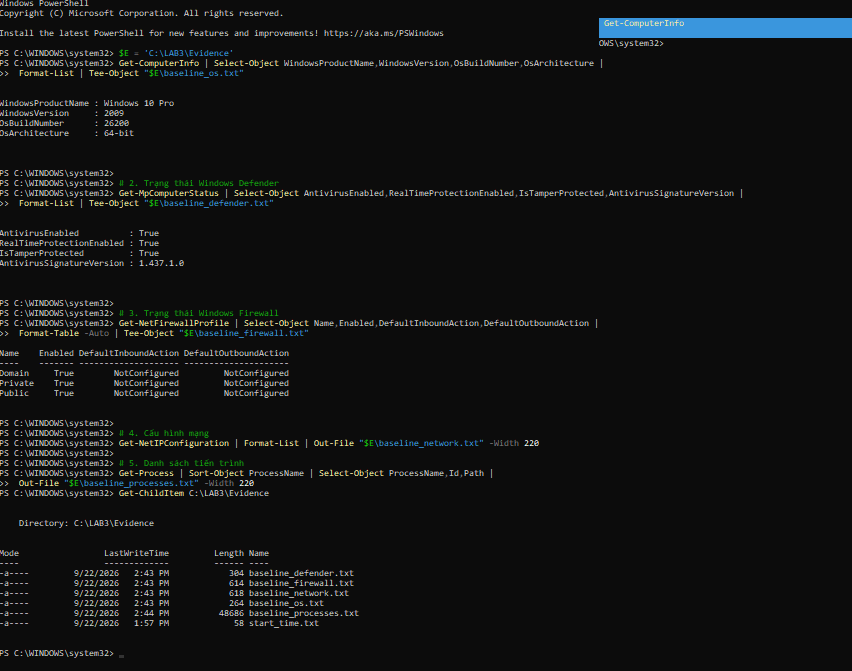 Windows PowerShell
Copyright (C) Microsoft Corporation. All rights reserved.
Install the latest PowerShell for new features and improvements! https://aka.ms/PSWindows
Get-ComputerInfo
OWS\system32>
PS C:\WINDOWS\system32> $E = 'C:\LAB3\Evidence'
PS C:\WINDOWS\system32> Get-ComputerInfo | Select-Object WindowsProductName,WindowsVersion,OsBuildNumber,OsArchitecture |
>>  Format-List | Tee-Object "$E\baseline_os.txt"
WindowsProductName : Windows 10 Pro
WindowsVersion     : 2009
OsBuildNumber      : 26200
OsArchitecture     : 64-bit
PS C:\WINDOWS\system32>
PS C:\WINDOWS\system32> # 2. Trạng thái Windows Defender
PS C:\WINDOWS\system32> Get-MpComputerStatus | Select-Object AntivirusEnabled,RealTimeProtectionEnabled,IsTamperProtected,AntivirusSignatureVersion |
>>  Format-List | Tee-Object "$E\baseline_defender.txt"
AntivirusEnabled          : True
RealTimeProtectionEnabled : True
IsTamperProtected         : True
AntivirusSignatureVersion : 1.437.1.0
PS C:\WINDOWS\system32>
PS C:\WINDOWS\system32> # 3. Trạng thái Windows Firewall
PS C:\WINDOWS\system32> Get-NetFirewallProfile | Select-Object Name,Enabled,DefaultInboundAction,DefaultOutboundAction |
>>  Format-Table -Auto | Tee-Object "$E\baseline_firewall.txt"
Name    Enabled DefaultInboundAction DefaultOutboundAction
----    ------- -------------------- ---------------------
Domain     True        NotConfigured         NotConfigured
Private    True        NotConfigured         NotConfigured
Public     True        NotConfigured         NotConfigured
PS C:\WINDOWS\system32>
PS C:\WINDOWS\system32> # 4. Cấu hình mạng
PS C:\WINDOWS\system32> Get-NetIPConfiguration | Format-List | Out-File "$E\baseline_network.txt" -Width 220
PS C:\WINDOWS\system32>
PS C:\WINDOWS\system32> # 5. Danh sách tiến trình
PS C:\WINDOWS\system32> Get-Process | Sort-Object ProcessName | Select-Object ProcessName,Id,Path |
>>  Out-File "$E\baseline_processes.txt" -Width 220
PS C:\WINDOWS\system32> Get-ChildItem C:\LAB3\Evidence
Directory: C:\LAB3\Evidence
Mode                 LastWriteTime         Length Name
----                 -------------         ------ ----
-a----         9/22/2026   2:43 PM            304 baseline_defender.txt
-a----         9/22/2026   2:43 PM            614 baseline_firewall.txt
-a----         9/22/2026   2:43 PM            618 baseline_network.txt
-a----         9/22/2026   2:43 PM            264 baseline_os.txt
-a----         9/22/2026   2:44 PM          48686 baseline_processes.txt
-a----         9/22/2026   1:57 PM             58 start_time.txt
PS C:\WINDOWS\system32> _